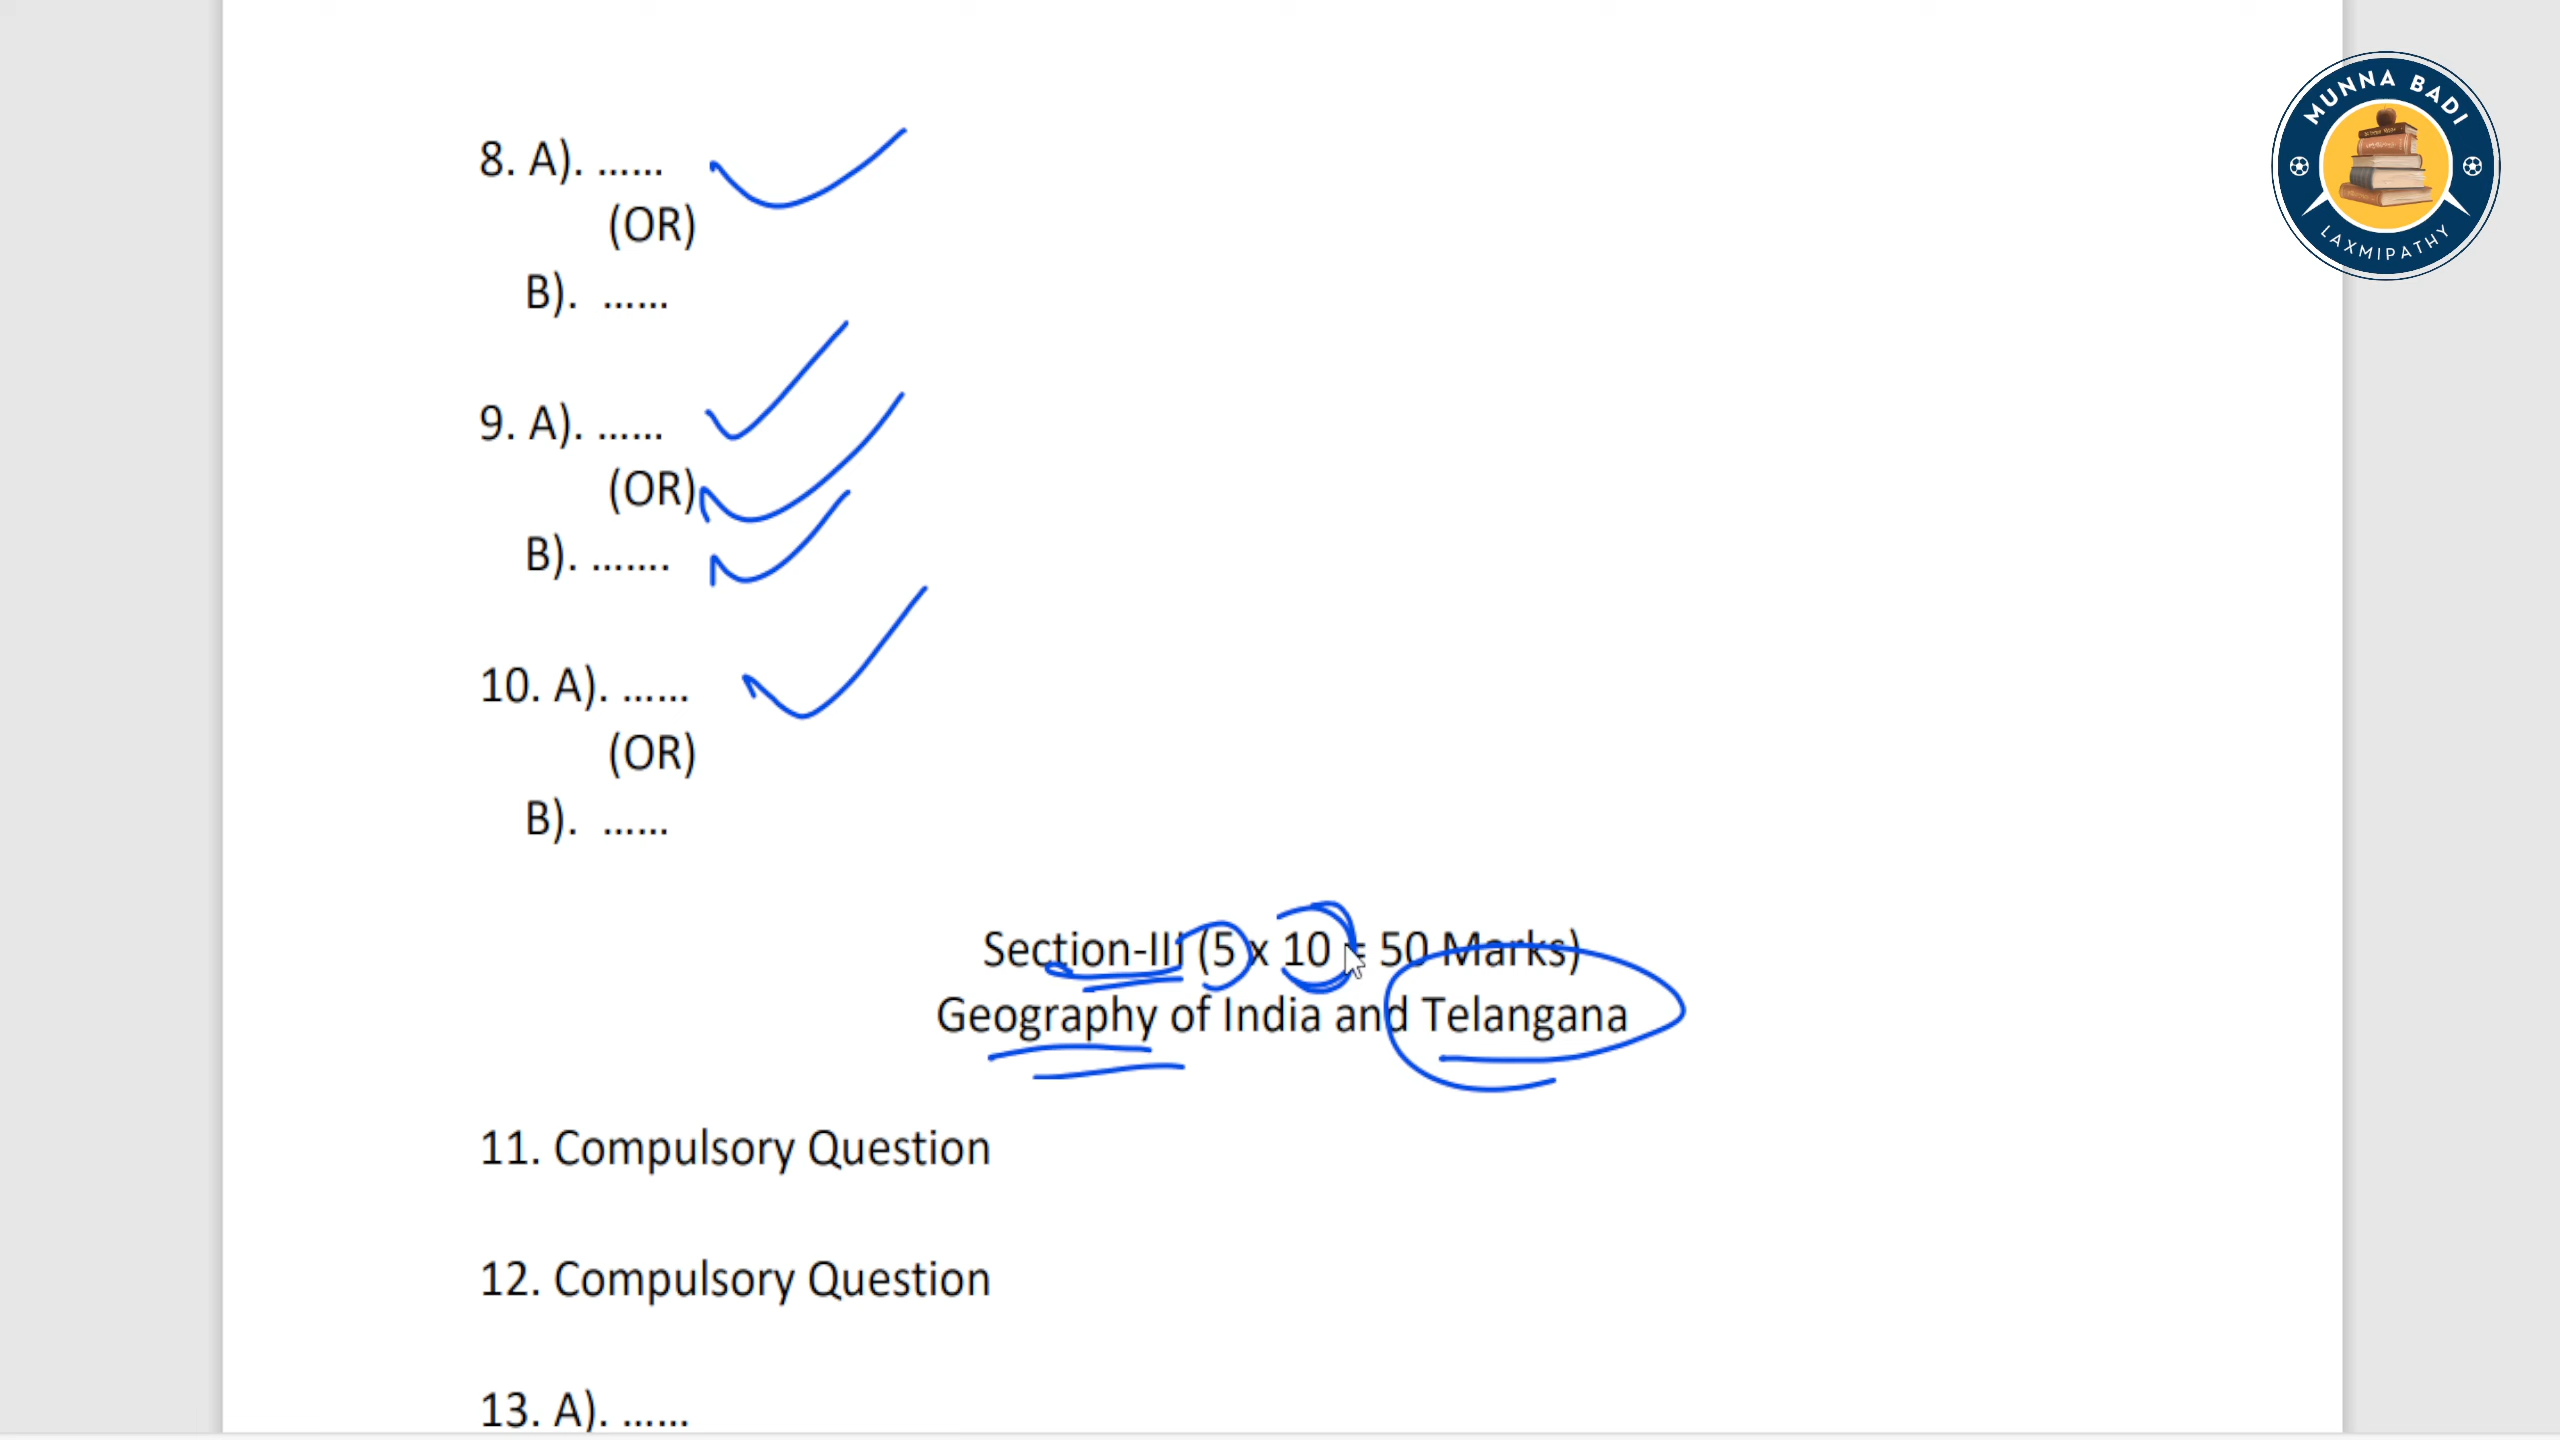 MUNNA BADI
LAXMIPATHY
8. A). ......
(OR)
B). ......
9. A). ......
(OR)
B). .......
10. A). ......
(OR)
B). ......
Section-III (5 x 10 = 50 Marks)
Geography of India and Telangana
11. Compulsory Question
12. Compulsory Question
13. A). ......